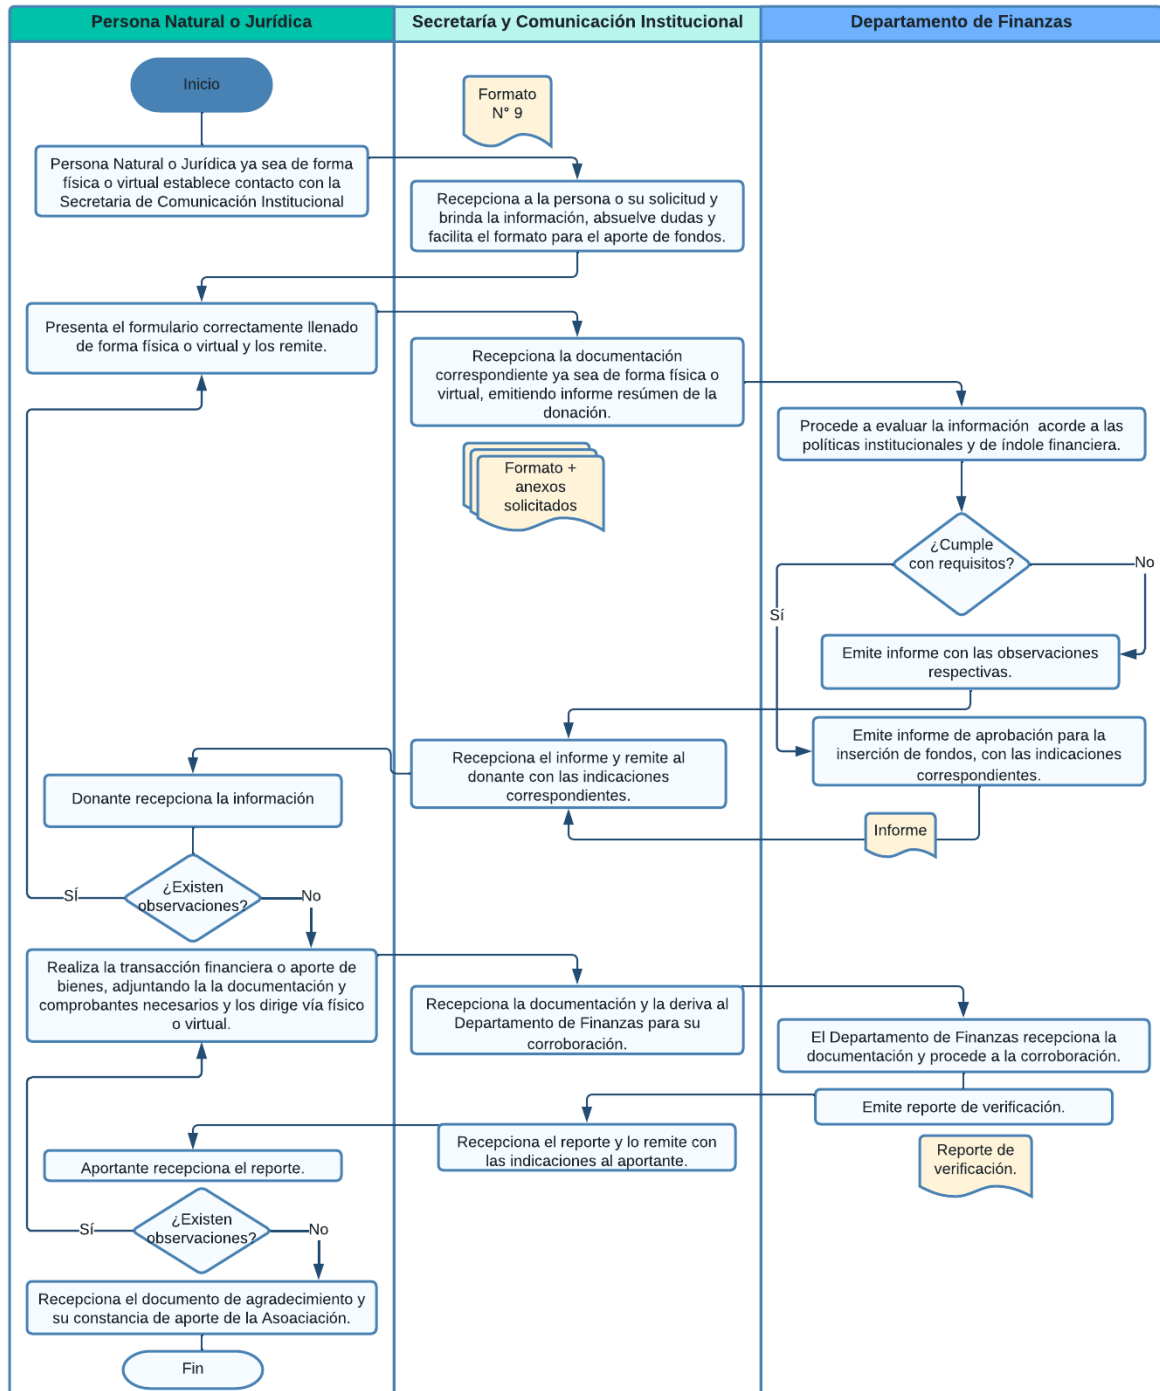 Persona Natural o Jurídica
Secretaría y Comunicación Institucional
Departamento de Finanzas
Inicio
Formato
N° 9
Persona Natural o Jurídica ya sea de forma
física o virtual establece contacto con la
Secretaria de Comunicación Institucional
Recepciona a la persona o su solicitud y
brinda la información, absuelve dudas y
facilita el formato para el aporte de fondos.
Presenta el formulario correctamente llenado
de forma física o virtual y los remite.
Recepciona la documentación
correspondiente ya sea de forma física o
virtual, emitiendo informe resúmen de la
donación.
Procede a evaluar la información acorde a las
políticas institucionales y de índole financiera.
Formato +
anexos
solicitados
¿Cumple
con requisitos?
No
Sí
Emite informe con las observaciones
respectivas.
Emite informe de aprobación para la
inserción de fondos, con las indicaciones
correspondientes.
Recepciona el informe y remite al
donante con las indicaciones
correspondientes.
Donante recepciona la información
Informe
¿Existen
observaciones?
SÍ
No
Realiza la transacción financiera o aporte de
bienes, adjuntando la la documentación y
comprobantes necesarios y los dirige vía físico
o virtual.
Recepciona la documentación y la deriva al
Departamento de Finanzas para su
corroboración.
El Departamento de Finanzas recepciona la
documentación y procede a la corroboración.
Emite reporte de verificación.
Recepciona el reporte y lo remite con
las indicaciones al aportante.
Reporte de
verificación.
Aportante recepciona el reporte.
¿Existen
observaciones?
Sí
No
Recepciona el documento de agradecimiento y
su constancia de aporte de la Asoaciación.
Fin